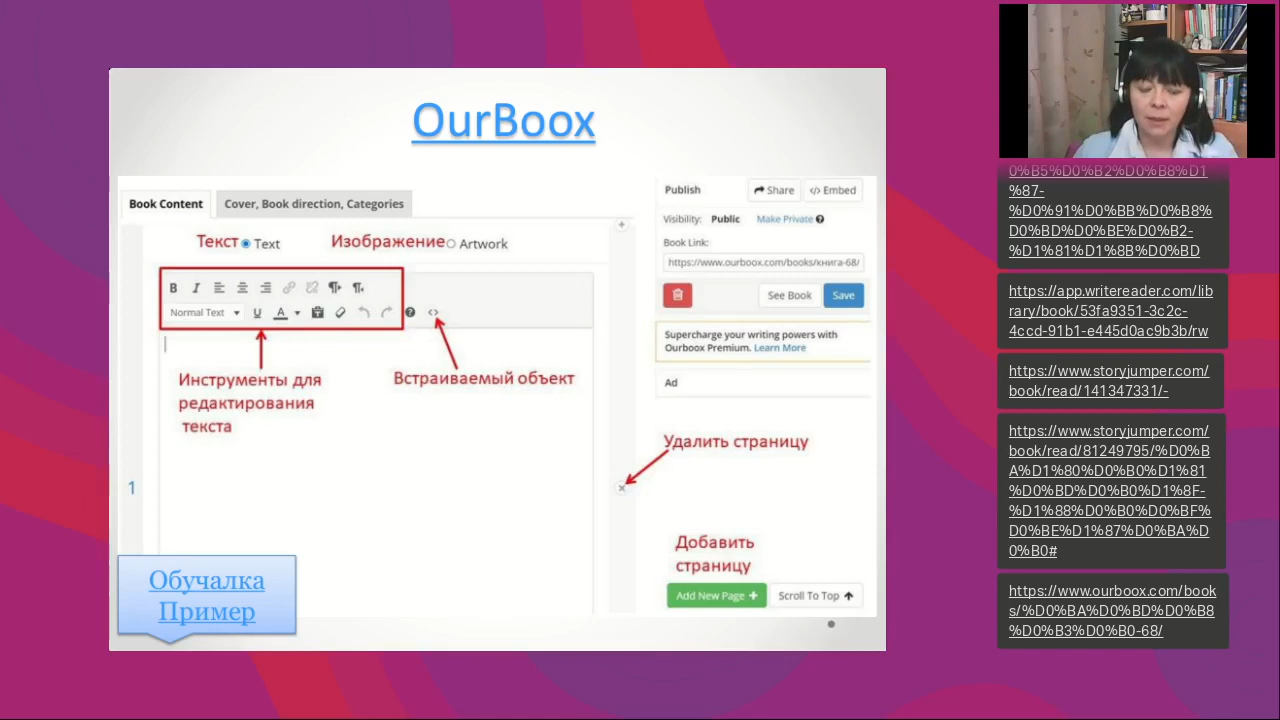 OurBoox
Book Content
Cover, Book direction, Categories
Текст Text
Изображение Artwork
Normal Text
Инструменты для
редактирования
текста
Встраиваемый объект
1
Publish
Share
Embed
Visibility: Public Make Private
Book Link:
https://www.ourboox.com/books/книга-68/
See Book
Save
Supercharge your writing powers with
Ourboox Premium. Learn More
Ad
Удалить страницу
Добавить
страницу
Add New Page
Scroll To Top
Обучалка
Пример
0%B5%D0%B2%D0%B8%D1
%87-
%D0%91%D0%BB%D0%B8%
D0%BD%D0%BE%D0%B2-
%D1%81%D1%8B%D0%BD
https://app.writereader.com/lib
rary/book/53fa9351-3c2c-
4ccd-91b1-e445d0ac9b3b/rw
https://www.storyjumper.com/
book/read/141347331/-
https://www.storyjumper.com/
book/read/81249795/%D0%B
A%D1%80%D0%B0%D1%81
%D0%BD%D0%B0%D1%8F-
%D1%88%D0%B0%D0%BF%
D0%BE%D1%87%D0%BA%D
0%B0#
https://www.ourboox.com/book
s/%D0%BA%D0%BD%D0%B8
%D0%B3%D0%B0-68/